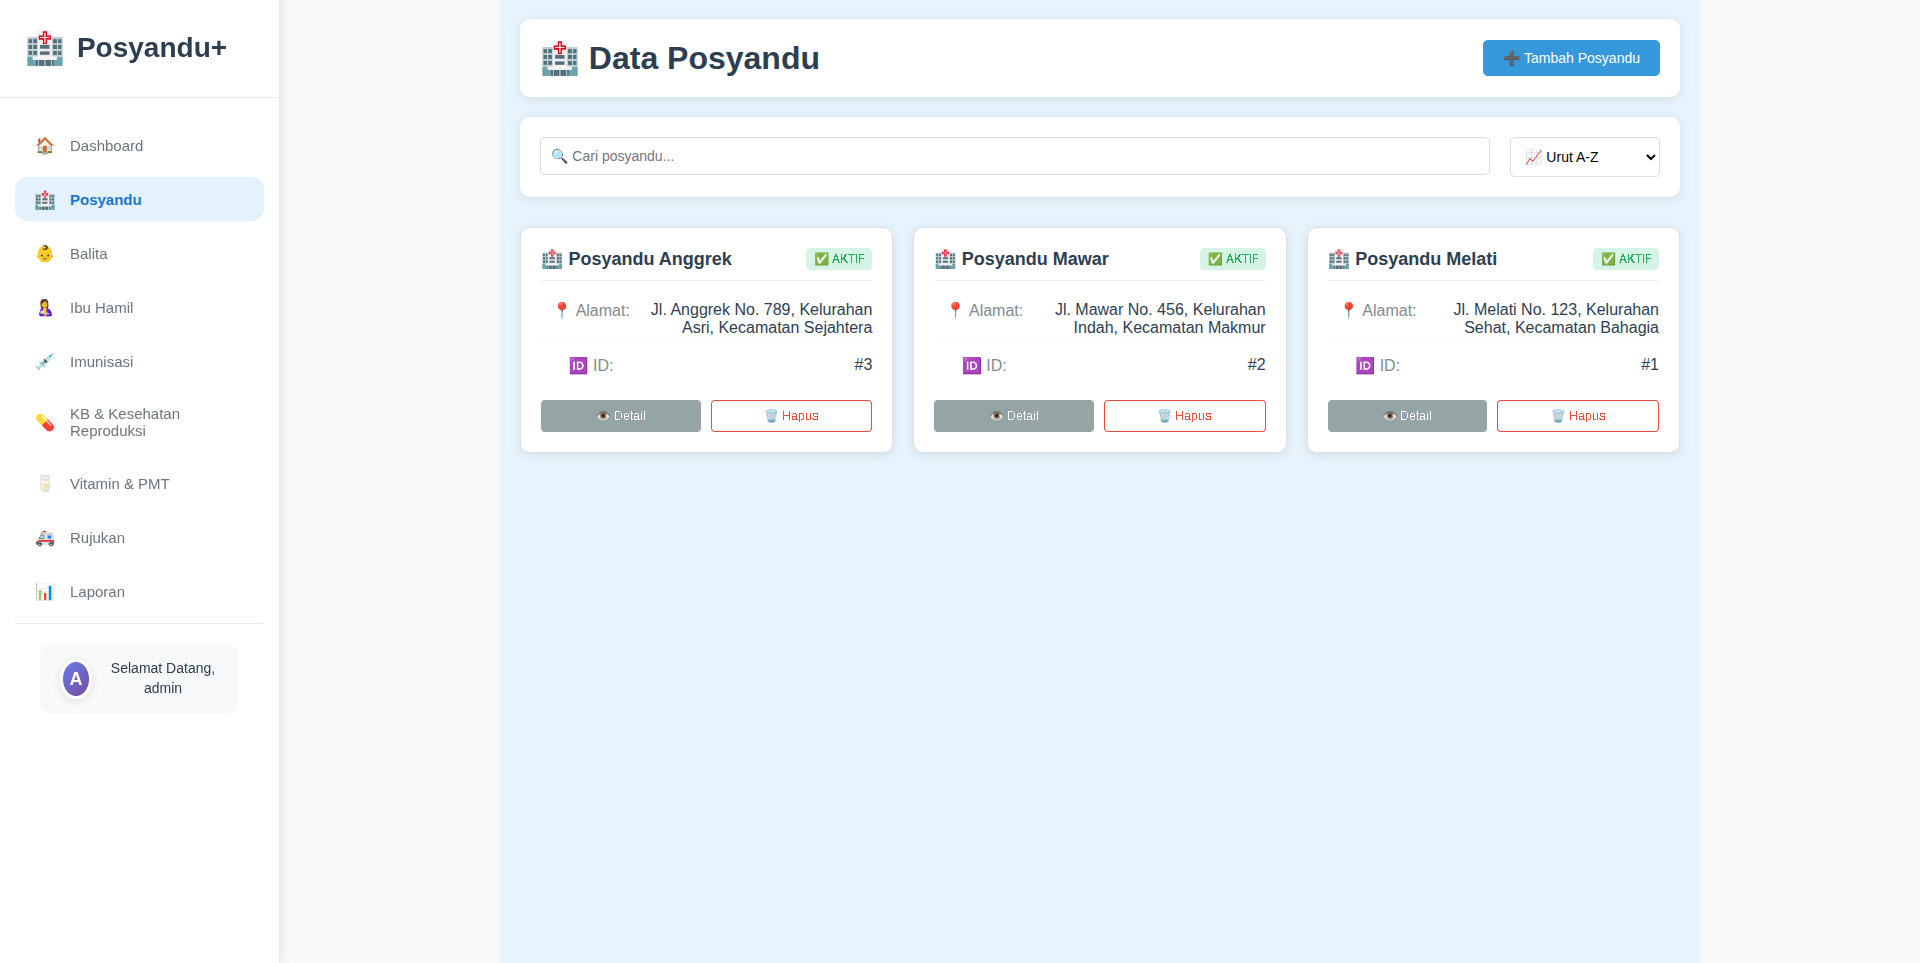 Posyandu+
Dashboard
Posyandu
Balita
Ibu Hamil
Imunisasi
KB & Kesehatan
Reproduksi
Vitamin & PMT
Rujukan
Laporan
A
Selamat Datang,
admin
Data Posyandu
Tambah Posyandu
Cari posyandu...
Urut A-Z
Posyandu Anggrek
AKTIF
Alamat:
Jl. Anggrek No. 789, Kelurahan
Asri, Kecamatan Sejahtera
ID:
#3
Detail
Hapus
Posyandu Mawar
AKTIF
Alamat:
Jl. Mawar No. 456, Kelurahan
Indah, Kecamatan Makmur
ID:
#2
Detail
Hapus
Posyandu Melati
AKTIF
Alamat:
Jl. Melati No. 123, Kelurahan
Sehat, Kecamatan Bahagia
ID:
#1
Detail
Hapus